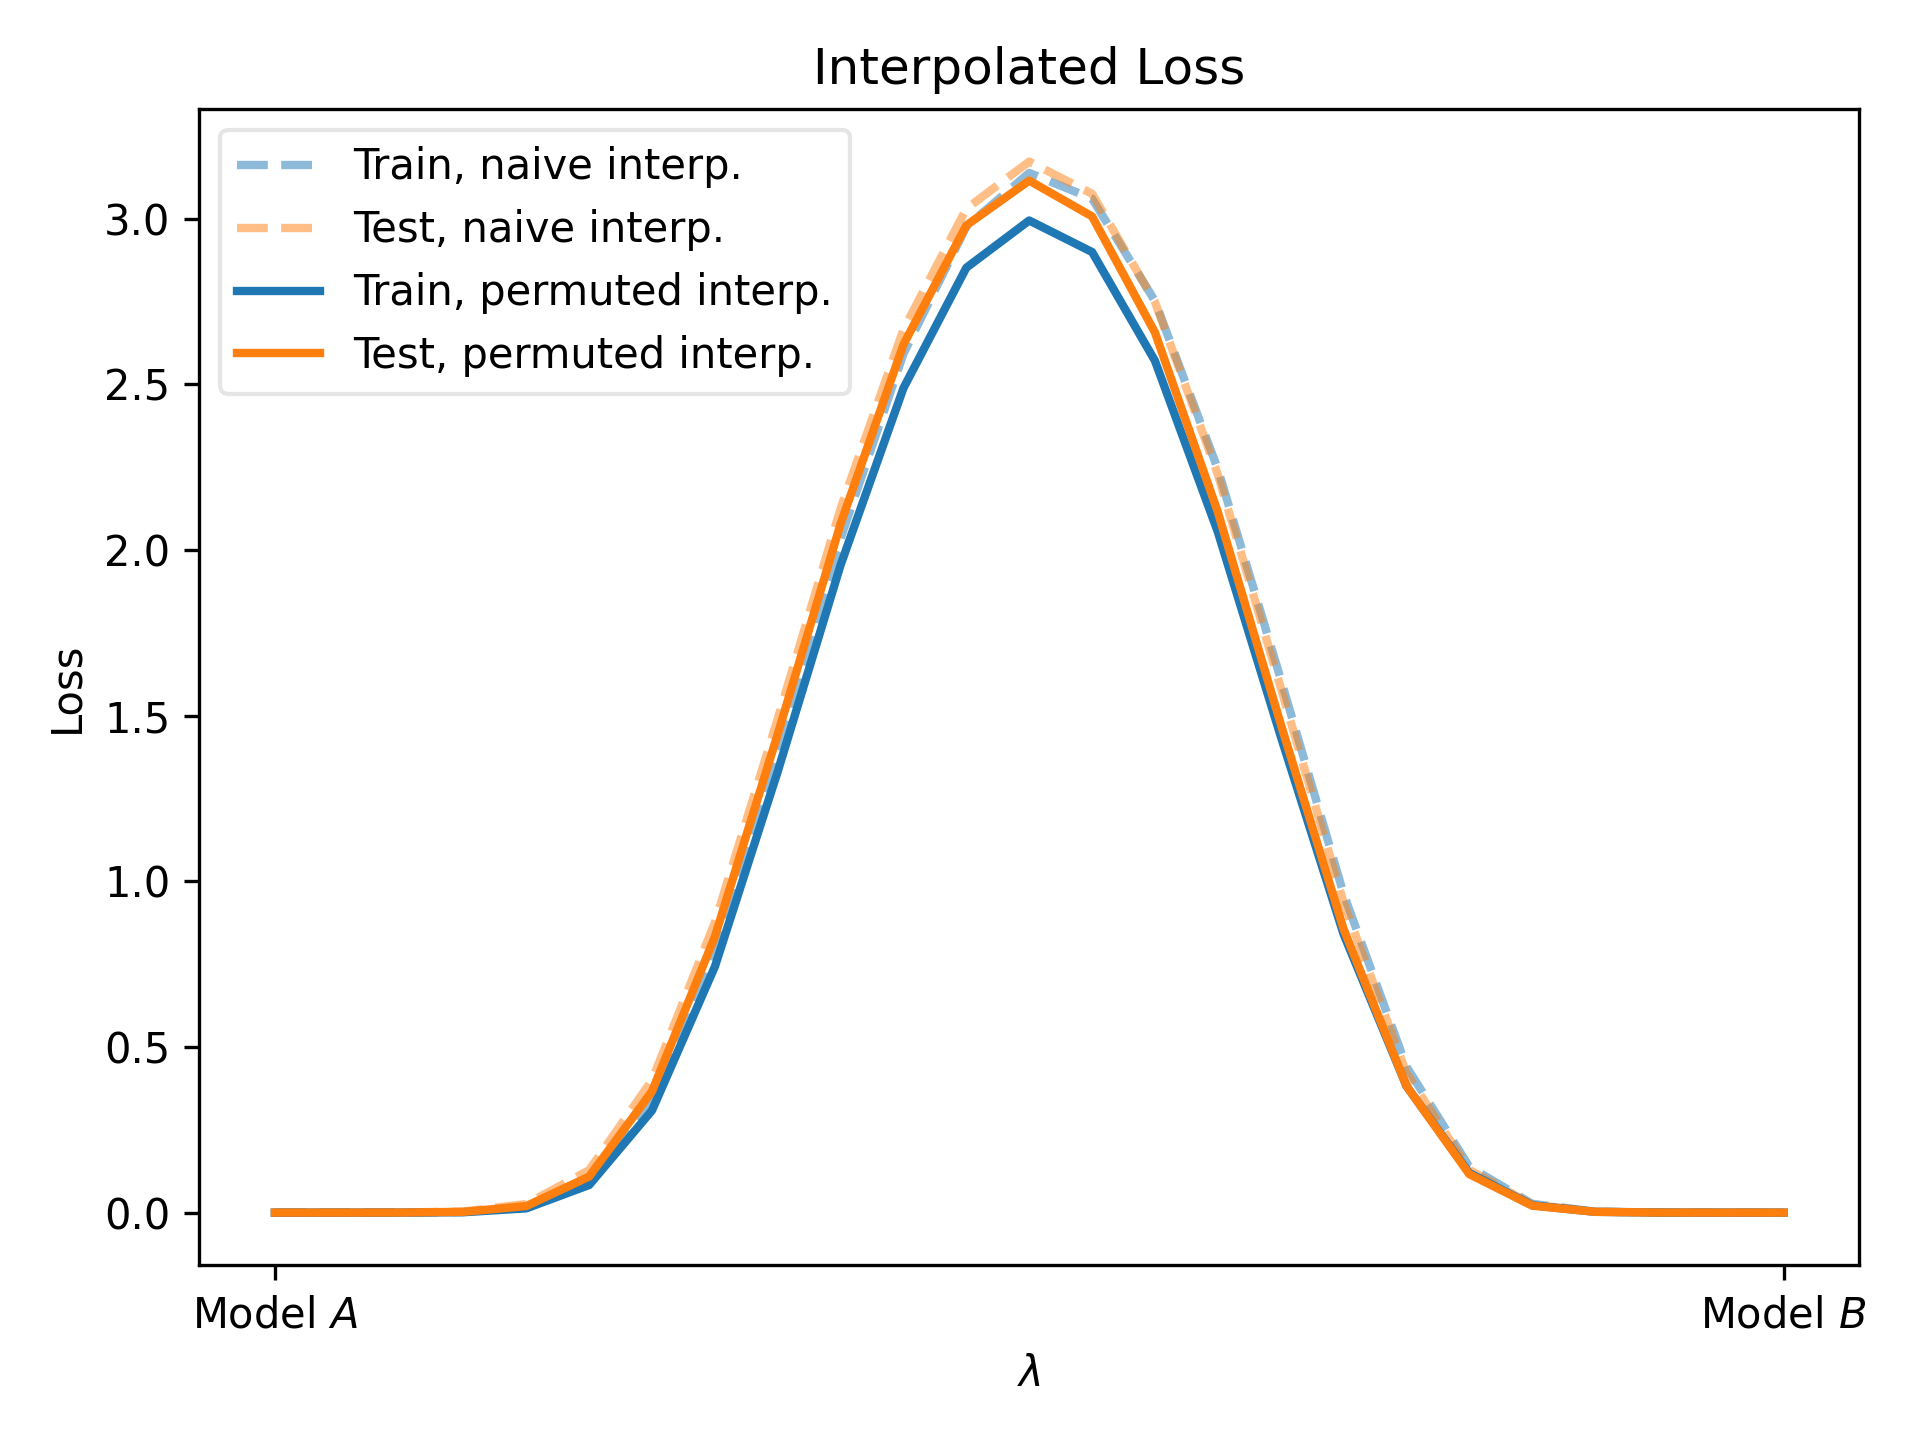 Interpolated Loss
Train, naive interp.
Test, naive interp.
Train, permuted interp.
Test, permuted interp.
3.0
2.5
2.0
1.5
1.0
0.5
0.0
Loss
Model A
Model B
λ